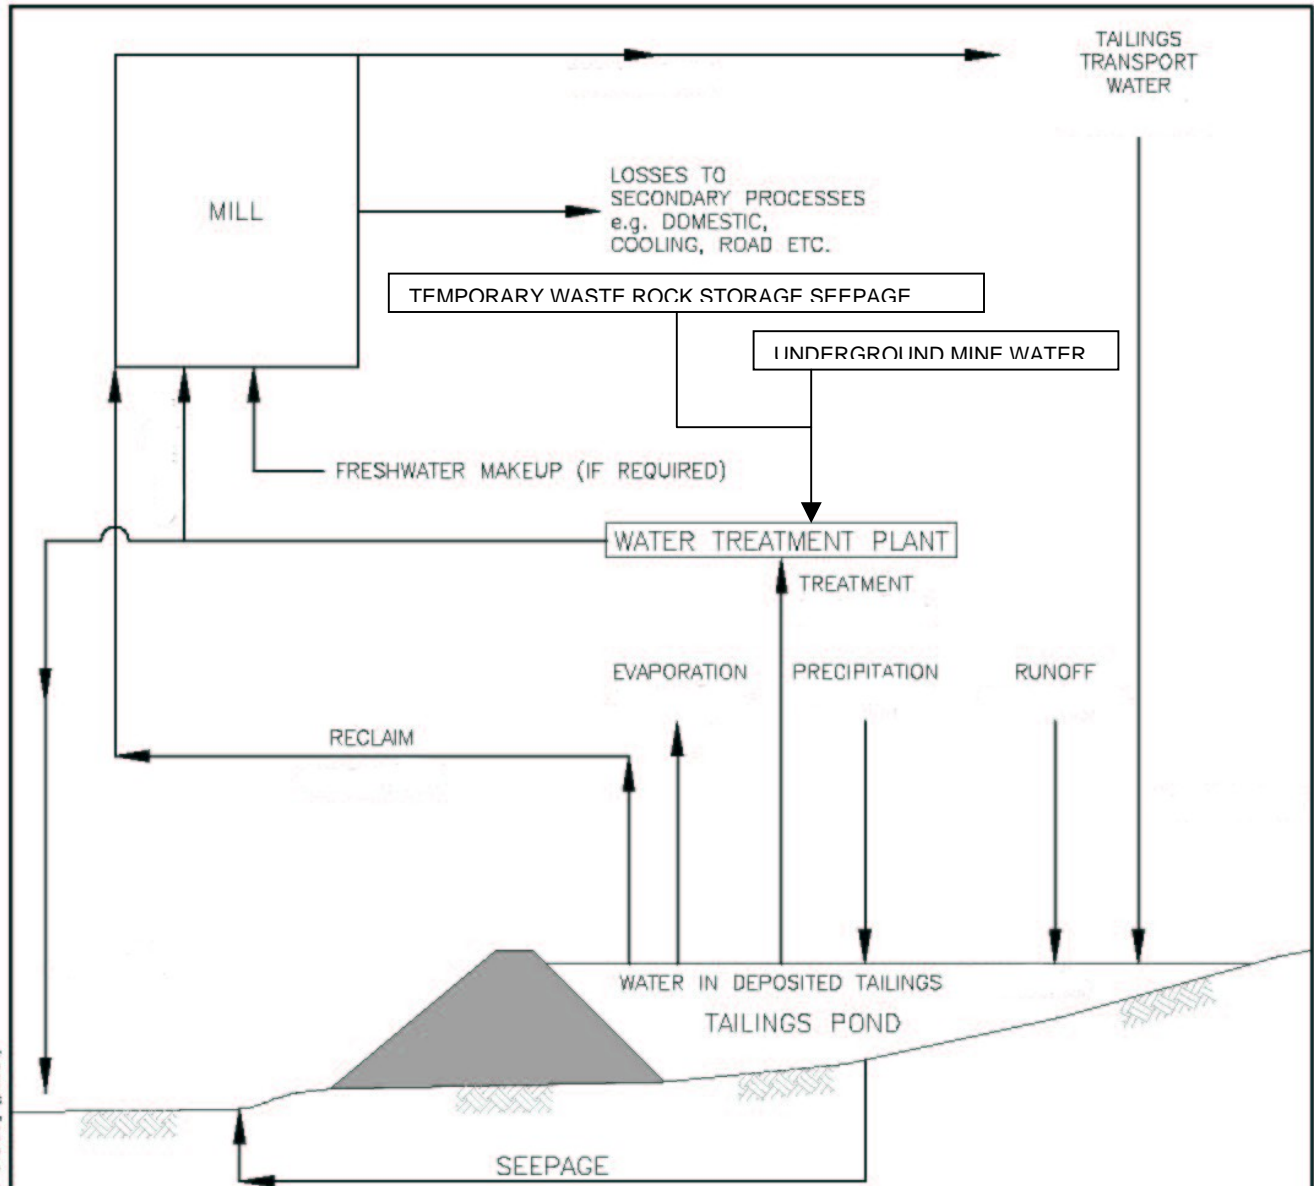 TAILINGS
TRANSPORT
WATER
MILL
LOSSES TO
SECONDARY PROCESSES
e.g. DOMESTIC,
COOLING, ROAD ETC.
TEMPORARY WASTE ROCK STORAGE SEEPAGE
UNDERGROUND MINE WATER
FRESHWATER MAKEUP (IF REQUIRED)
WATER TREATMENT PLANT
TREATMENT
EVAPORATION
PRECIPITATION
RUNOFF
RECLAIM
WATER IN DEPOSITED TAILINGS
TAILINGS POND
SEEPAGE